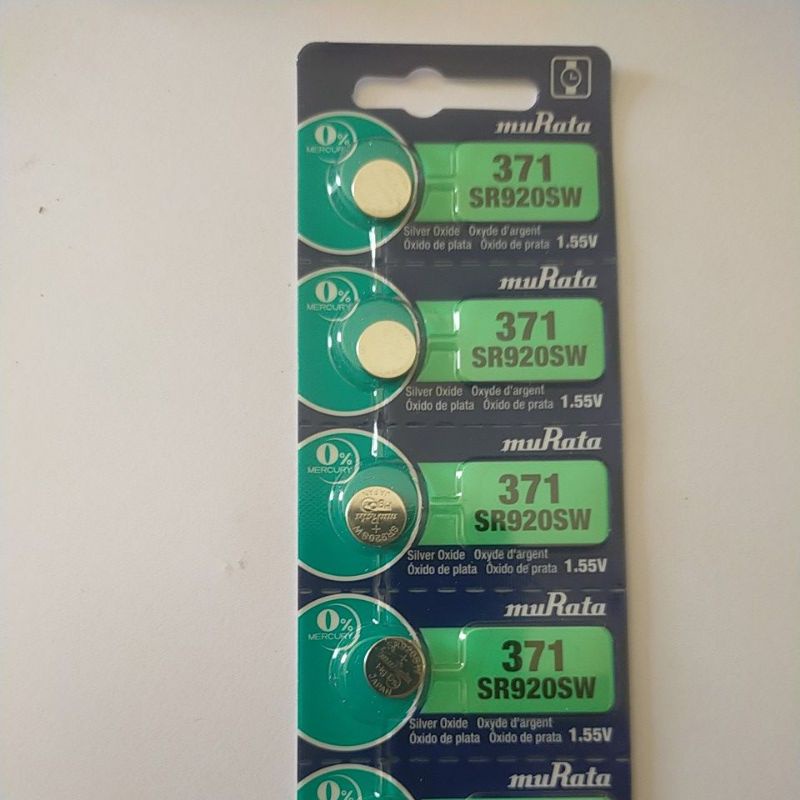 muRata
0%
MERCURY
371
SR920SW
Silver Oxide Oxyde d'argent
Óxido de plata Óxido de prata 1.55V
muRata
0%
MERCURY
371
SR920SW
Silver Oxide Oxyde d'argent
Óxido de plata Óxido de prata 1.55V
muRata
0%
MERCURY
371
SR920SW
SR920SW
Silver Oxide Oxyde d'argent
Óxido de plata Óxido de prata 1.55V
muRata
0%
MERCURY
371
SR920SW
JAPAN
Silver Oxide Oxyde d'argent
Óxido de plata Óxido de prata 1.55V
muRata
0%